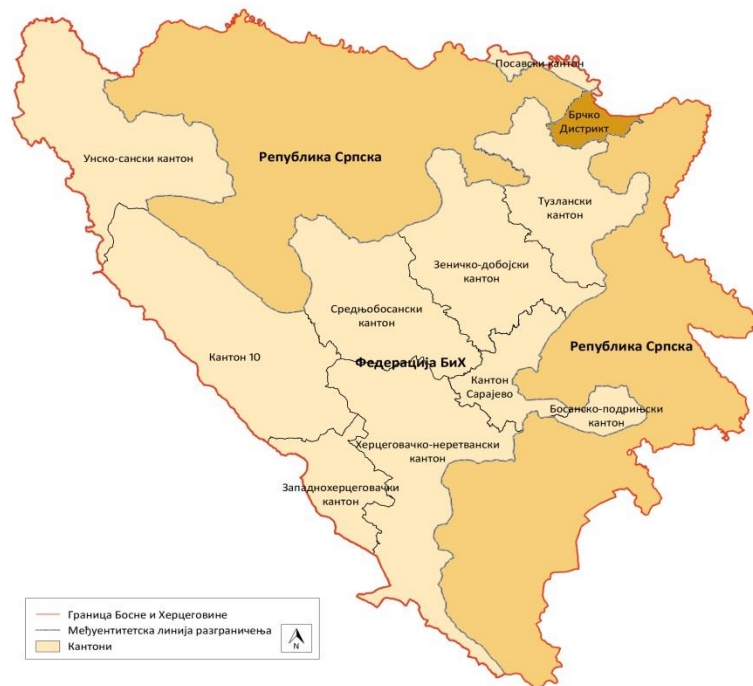 Посавски кантон
Брчко
Дистрикт
Унско-сански кантон
Република Српска
Тузлански
кантон
Зеничко-добојски
кантон
Средњобосански
кантон
Кантон 10
Федерација БиХ
Република Српска
Кантон
Сарајево
Босанско-подрињски
кантон
Херцеговачко-неретвански
кантон
Западнохерцеговачки
кантон
Граница Босне и Херцеговине
Међуентитетска линија разграничења
Кантони
N